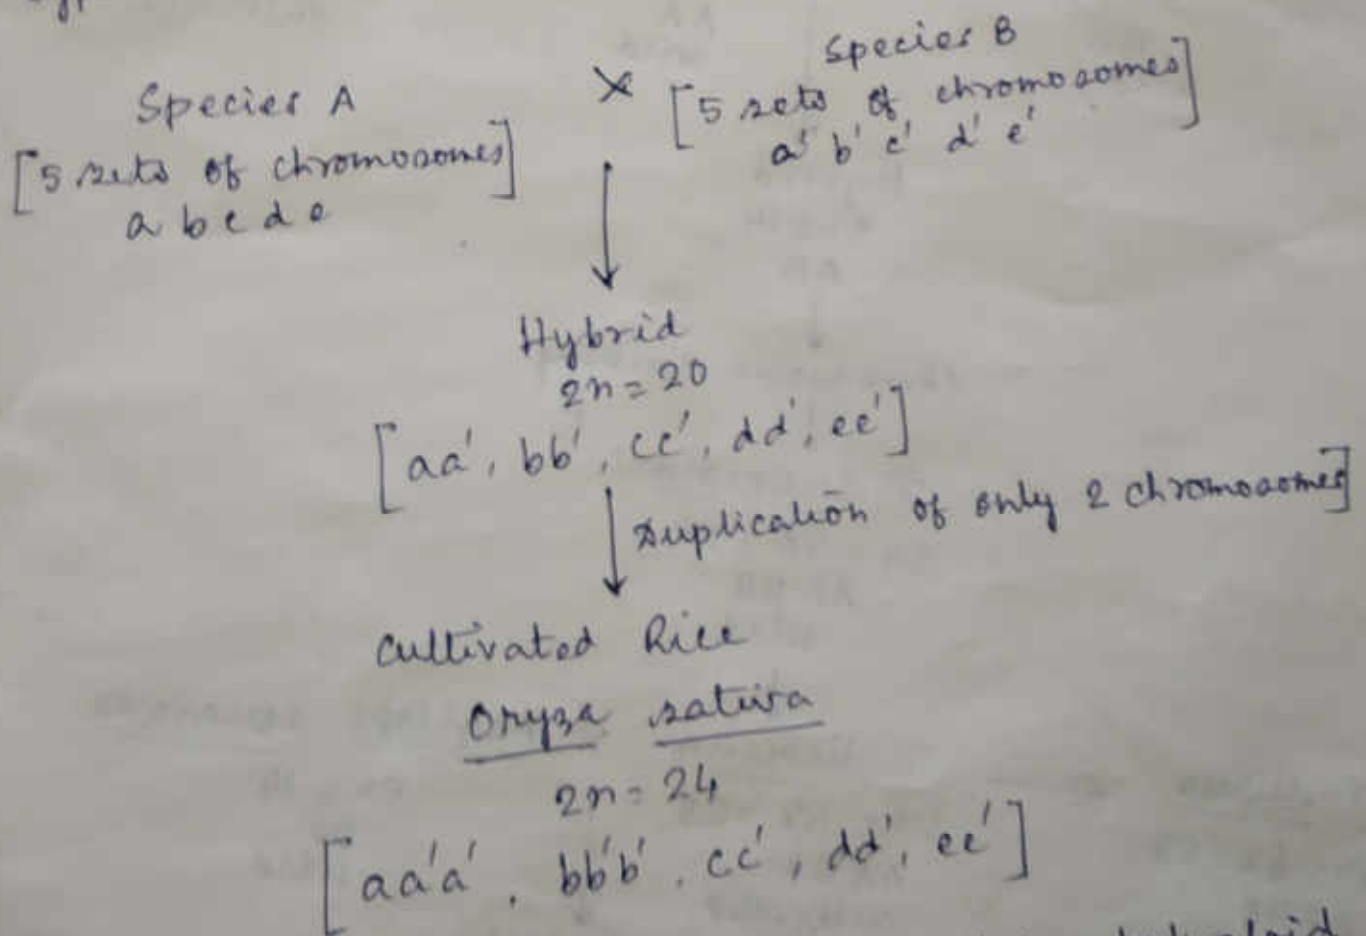 Species A
[5 sets of chromosomes]
a b c d e
×
Species B
[5 sets of chromosomes]
a' b' c' d' e'
Hybrid
2n = 20
[aa', bb', cc', dd', ee']
Duplication of only 2 chromosomes]
Cultivated Rice
Oryza sativa
2n = 24
[aa'a', bb'b', cc', dd', ee']